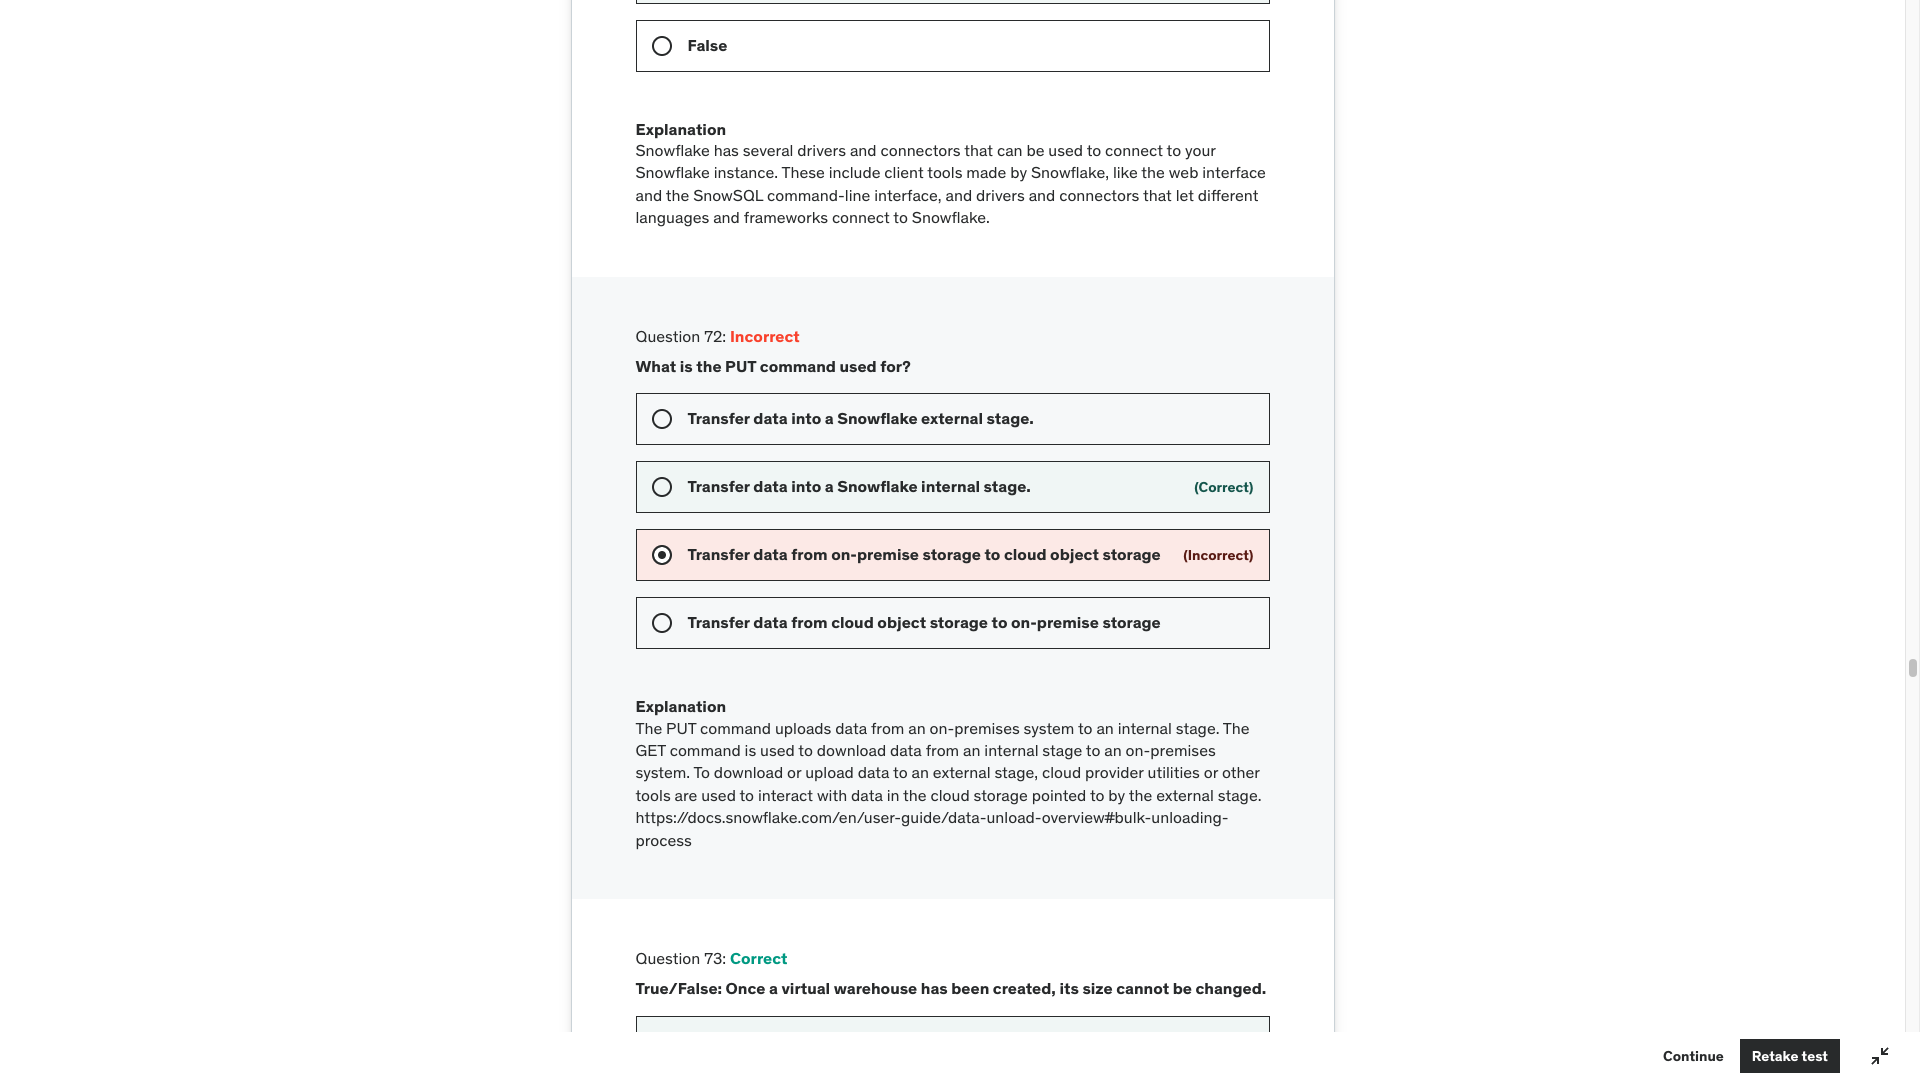 False
Explanation
Snowflake has several drivers and connectors that can be used to connect to your
Snowflake instance. These include client tools made by Snowflake, like the web interface
and the SnowSQL command-line interface, and drivers and connectors that let different
languages and frameworks connect to Snowflake.
Question 72: Incorrect
What is the PUT command used for?
Transfer data into a Snowflake external stage.
Transfer data into a Snowflake internal stage. (Correct)
Transfer data from on-premise storage to cloud object storage (Incorrect)
Transfer data from cloud object storage to on-premise storage
Explanation
The PUT command uploads data from an on-premises system to an internal stage. The
GET command is used to download data from an internal stage to an on-premises
system. To download or upload data to an external stage, cloud provider utilities or other
tools are used to interact with data in the cloud storage pointed to by the external stage.
https://docs.snowflake.com/en/user-guide/data-unload-overview#bulk-unloading-
process
Question 73: Correct
True/False: Once a virtual warehouse has been created, its size cannot be changed.
Continue
Retake test